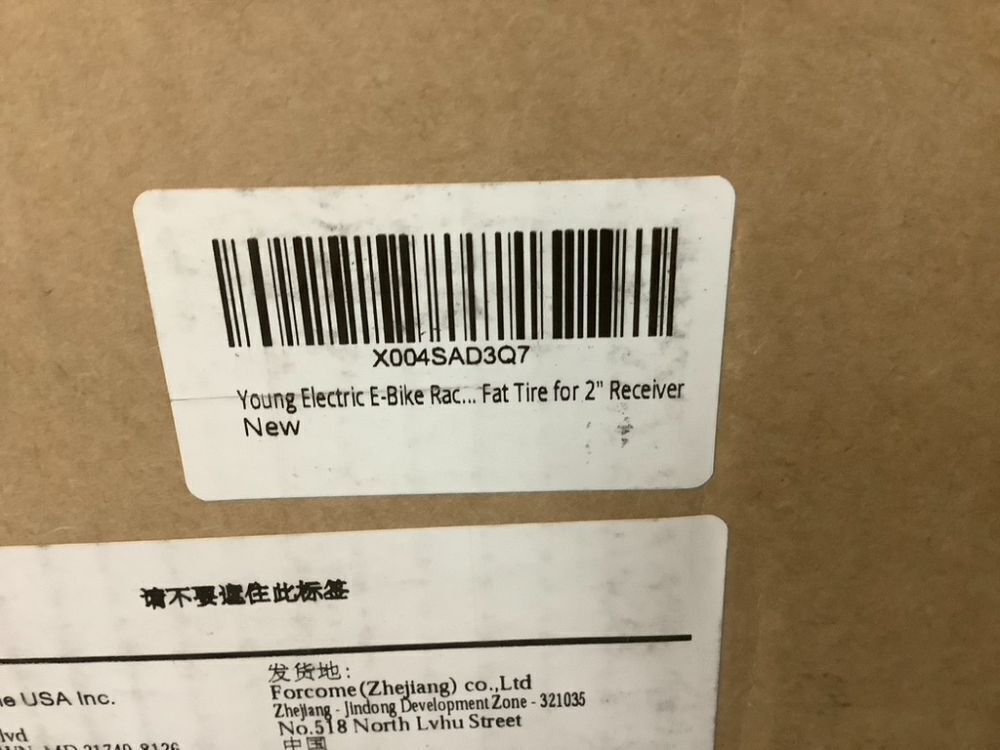 X004SAD3Q7
Young Electric E-Bike Rac... Fat Tire for 2" Receiver
New
请不要遮住此标签
USA Inc.
发货地:
Forcome (Zhejiang) co.,Ltd
Zhejiang - Jindong Development Zone - 321035
No.518 North Lvhu Street
中国